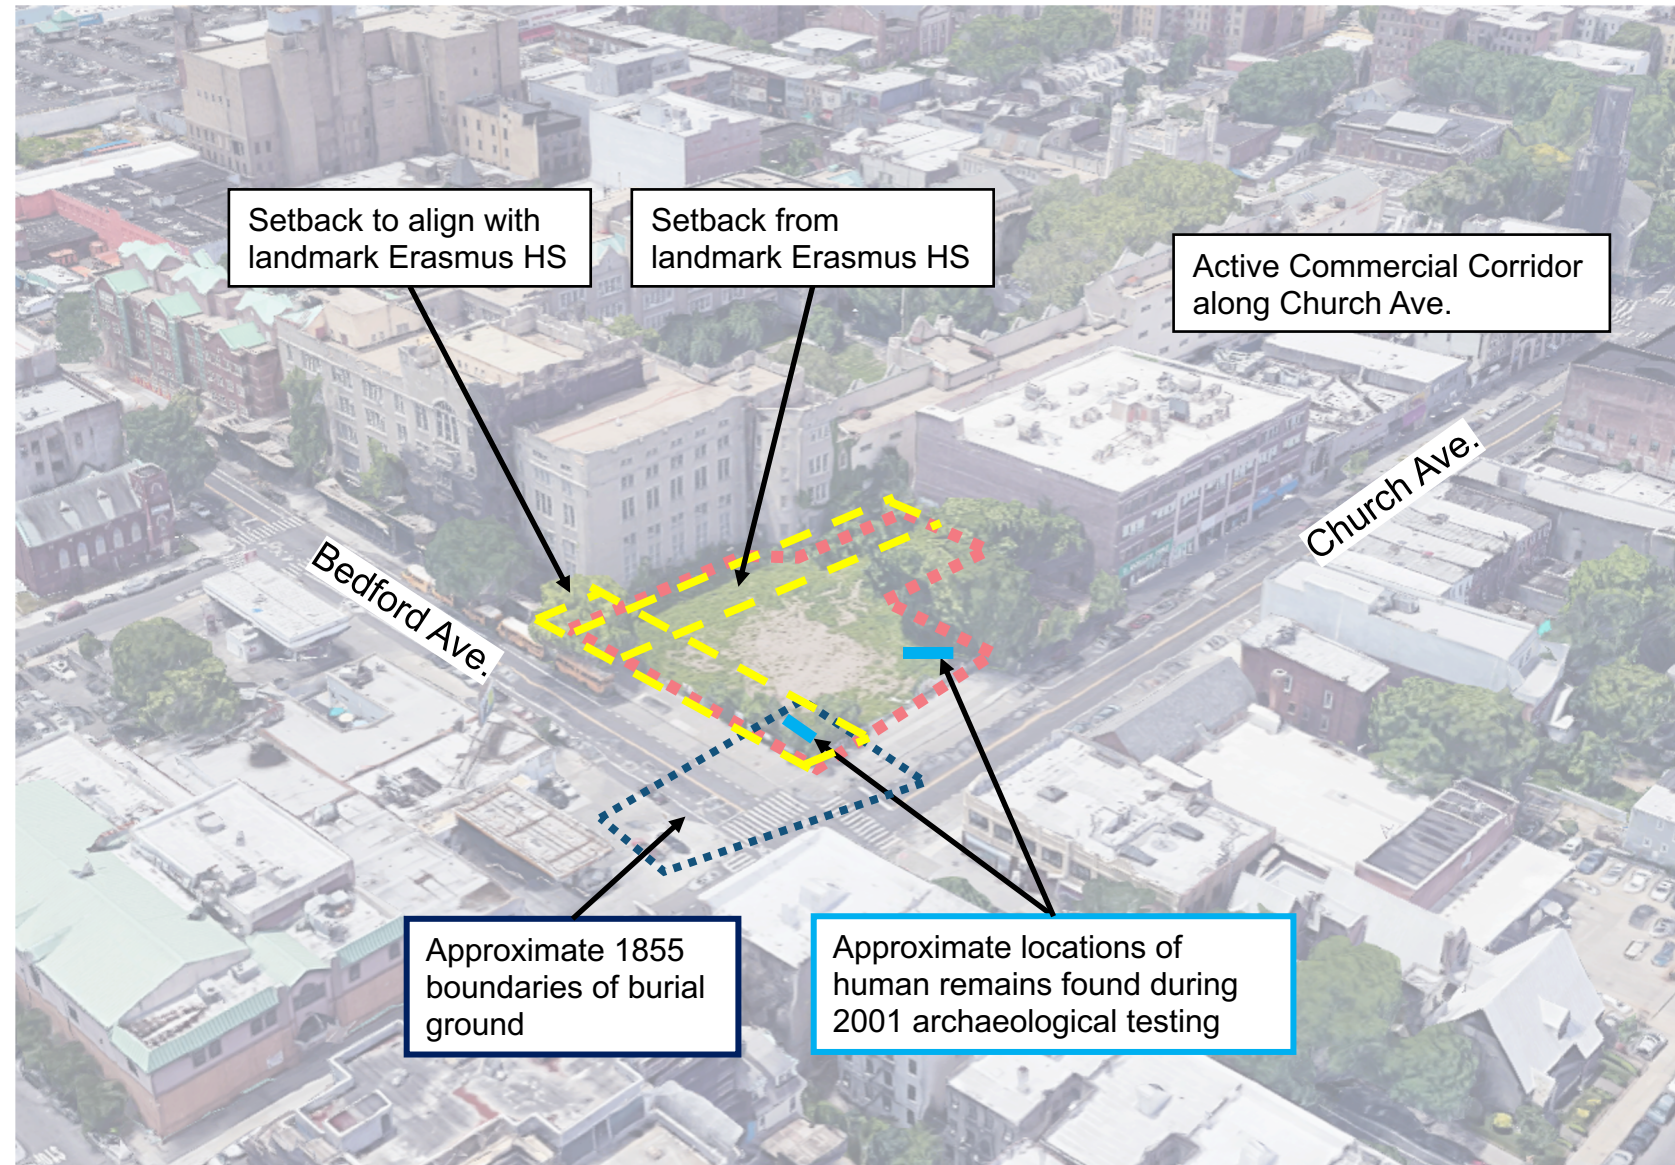 Setback to align with
landmark Erasmus HS
Setback from
landmark Erasmus HS
Active Commercial Corridor
along Church Ave.
Church Ave.
Bedford Ave.
Approximate 1855
boundaries of burial
ground
Approximate locations of
human remains found during
2001 archaeological testing